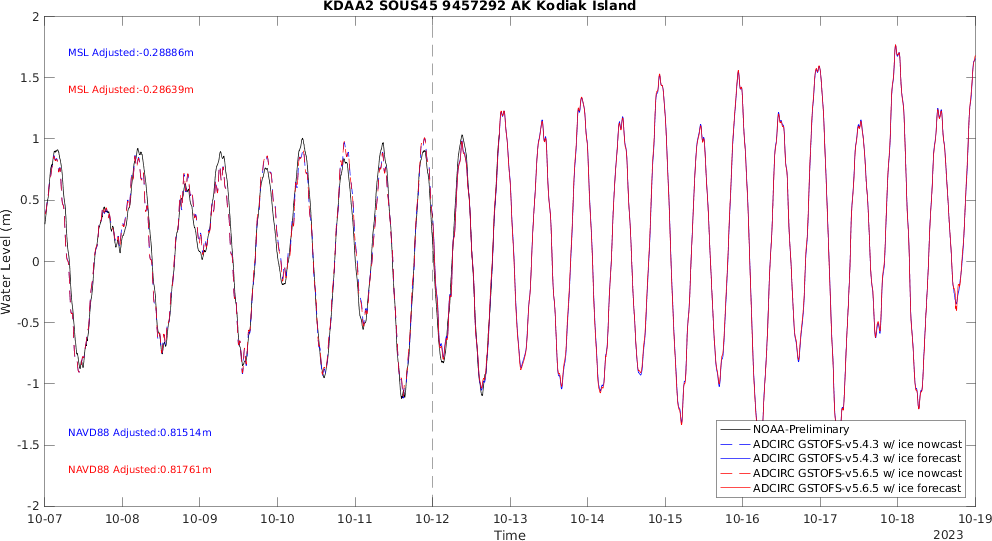 KDAA2 SOUS45 9457292 AK Kodiak Island
MSL Adjusted:-0.28886m
MSL Adjusted:-0.28639m
NAVD88 Adjusted:0.81514m
NAVD88 Adjusted:0.81761m
Water Level (m)
2
1.5
1
0.5
0
-0.5
-1
-1.5
-2
NOAA-Preliminary
ADCIRC GSTOFS-v5.4.3 w/ ice nowcast
ADCIRC GSTOFS-v5.4.3 w/ ice forecast
ADCIRC GSTOFS-v5.6.5 w/ ice nowcast
ADCIRC GSTOFS-v5.6.5 w/ ice forecast
10-07 10-08 10-09 10-10 10-11 10-12 10-13 10-14 10-15 10-16 10-17 10-18 10-19
Time
2023